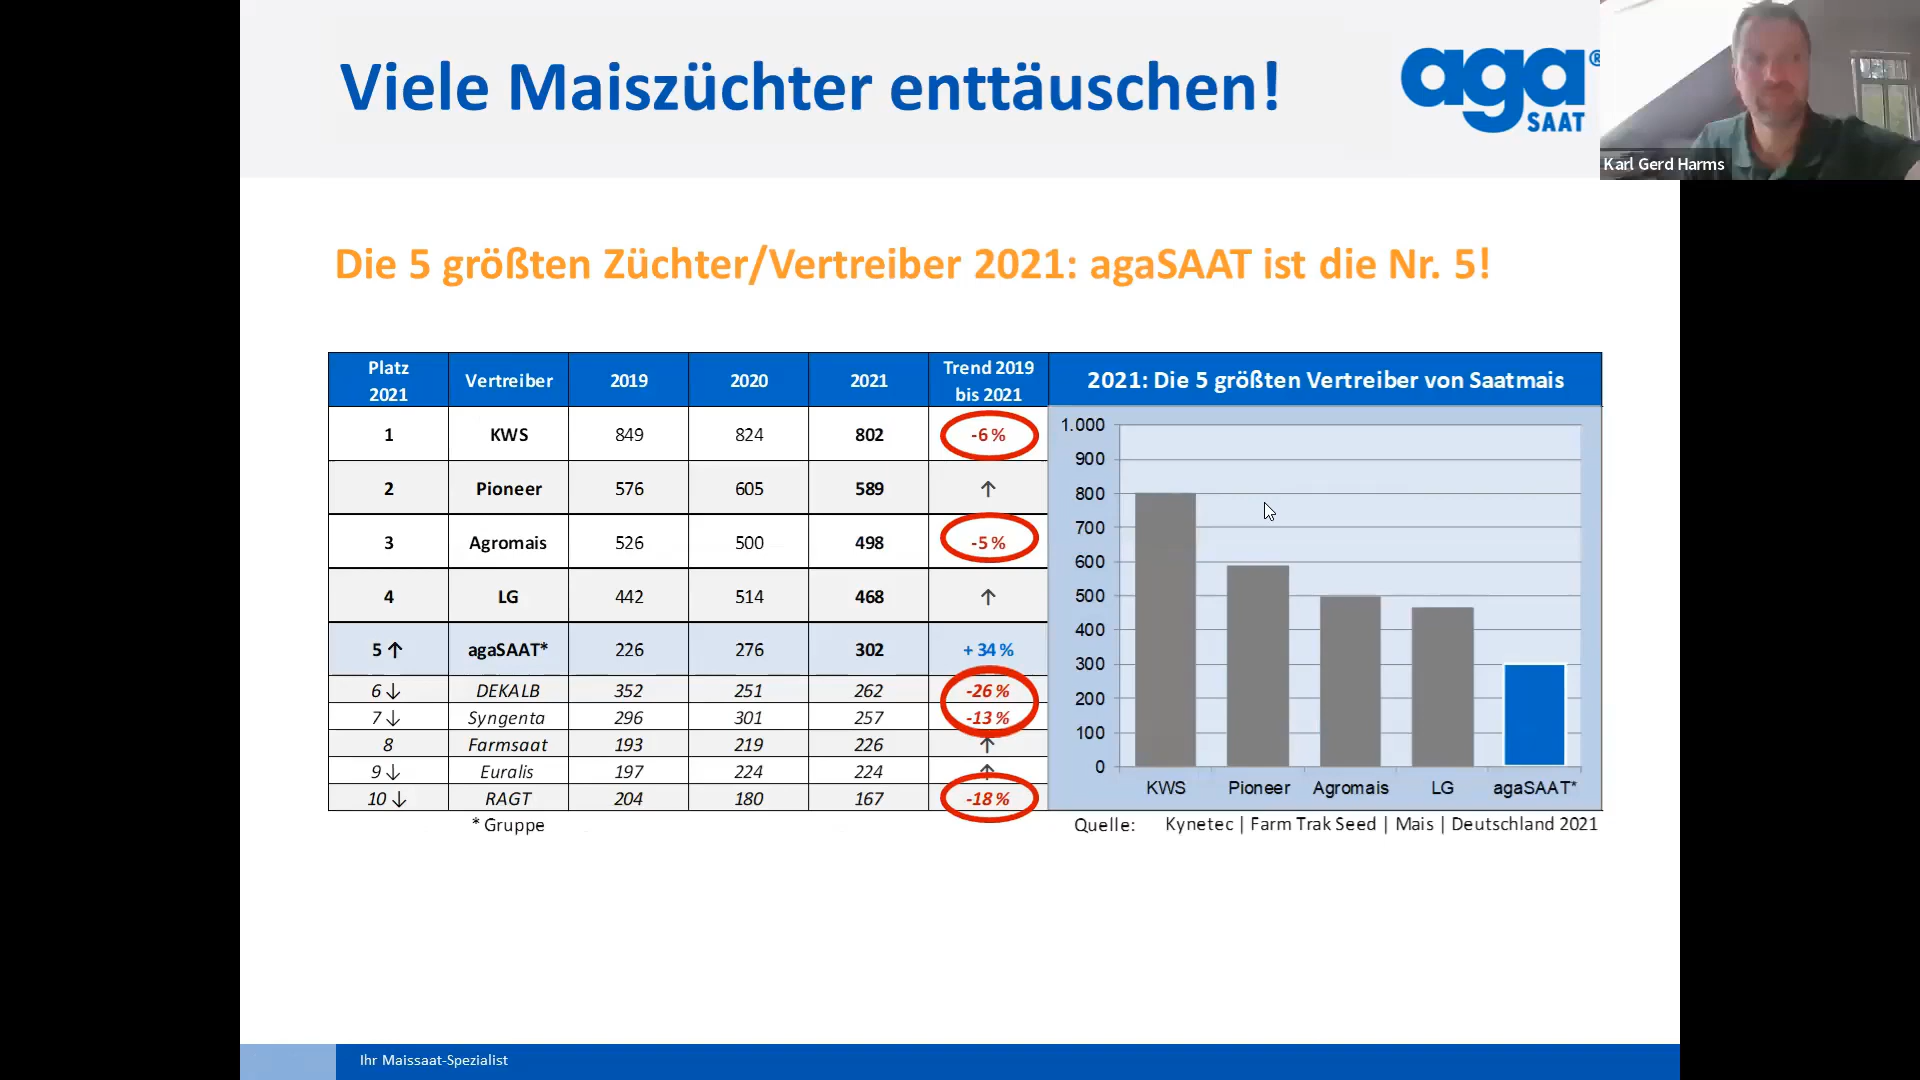 Viele Maiszüchter enttäuschen!
aga®
SAAT
Karl Gerd Harms
Die 5 größten Züchter/Vertreiber 2021: agaSAAT ist die Nr. 5!
Platz 2021 Vertreiber 2019 2020 2021 Trend 2019 bis 2021
1 KWS 849 824 802 -6 %
2 Pioneer 576 605 589 ↑
3 Agromais 526 500 498 -5 %
4 LG 442 514 468 ↑
5 ↑ agaSAAT* 226 276 302 + 34 %
6 ↓ DEKALB 352 251 262 -26 %
7 ↓ Syngenta 296 301 257 -13 %
8 Farmsaat 193 219 226 ↑
9 ↓ Euralis 197 224 224 ↑
10 ↓ RAGT 204 180 167 -18 %
* Gruppe
2021: Die 5 größten Vertreiber von Saatmais
1.000
900
800
700
600
500
400
300
200
100
0
KWS Pioneer Agromais LG agaSAAT*
Quelle: Kynetec | Farm Trak Seed | Mais | Deutschland 2021
Ihr Maissaat-Spezialist